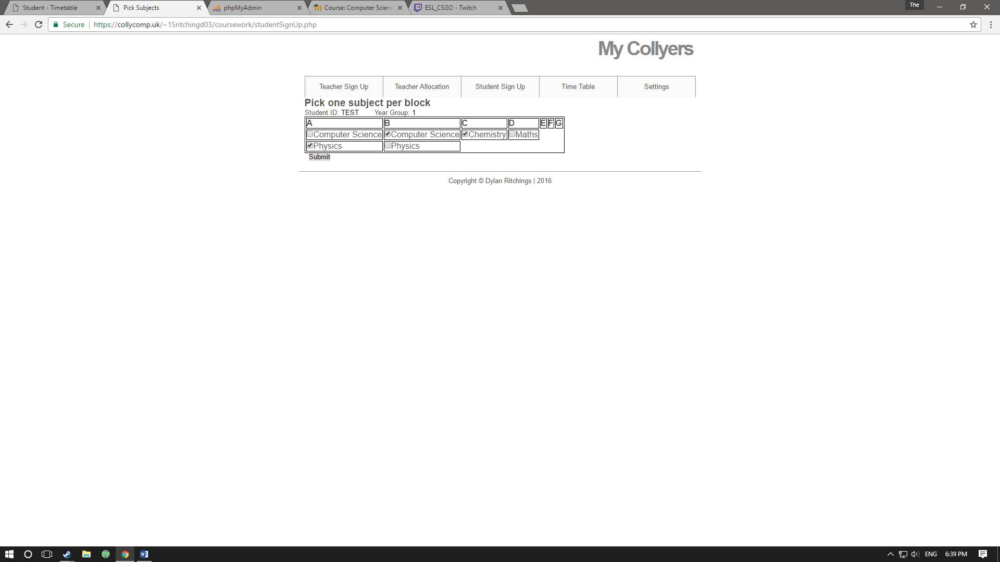 The
Student - Timetable
Pick Subjects
phpMyAdmin
Course: Computer Scienc
ESL_CSGO - Twitch
Secure https://collycomp.uk/~15ritchingd03/coursework/studentSignUp.php
My Collyers
Teacher Sign Up Teacher Allocation Student Sign Up Time Table Settings
Pick one subject per block
Student ID: TEST Year Group: 1
A B C D E F G
Computer Science Computer Science Chemistry Maths
Physics Physics
Submit
Copyright © Dylan Ritchings | 2016
ENG 6:39 PM